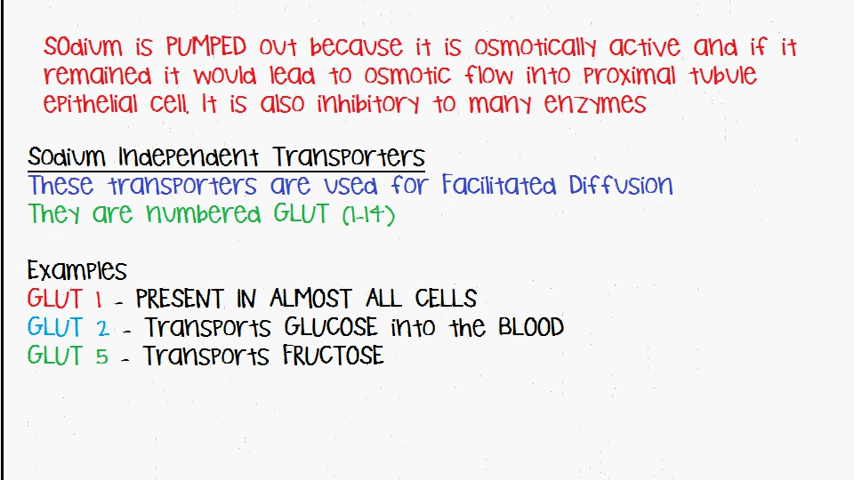 SOdium is PUMPED out because it is osmotically active and if it
remained it would lead to osmotic flow into proximal tubule
epithelial cell. It is also inhibitory to many enzymes
Sodium Independent Transporters
These transporters are used for Facilitated Diffusion
They are numbered GLUT (1-14)
Examples
GLUT 1 - PRESENT IN ALMOST ALL CELLS
GLUT 2 - Transports GLUCOSE into the BLOOD
GLUT 5 - Transports FRUCTOSE